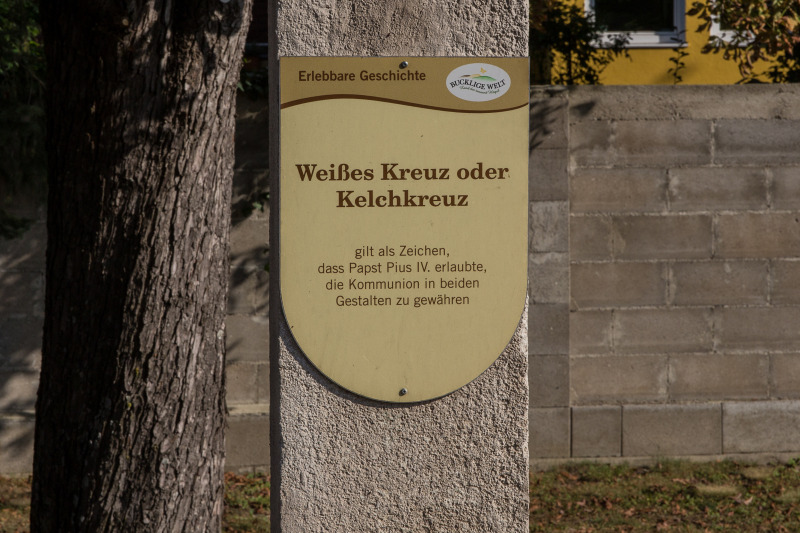 Erlebbare Geschichte
BUCKLIGE WELT
Weißes Kreuz oder
Kelchkreuz
gilt als Zeichen,
dass Papst Pius IV. erlaubte,
die Kommunion in beiden
Gestalten zu gewähren